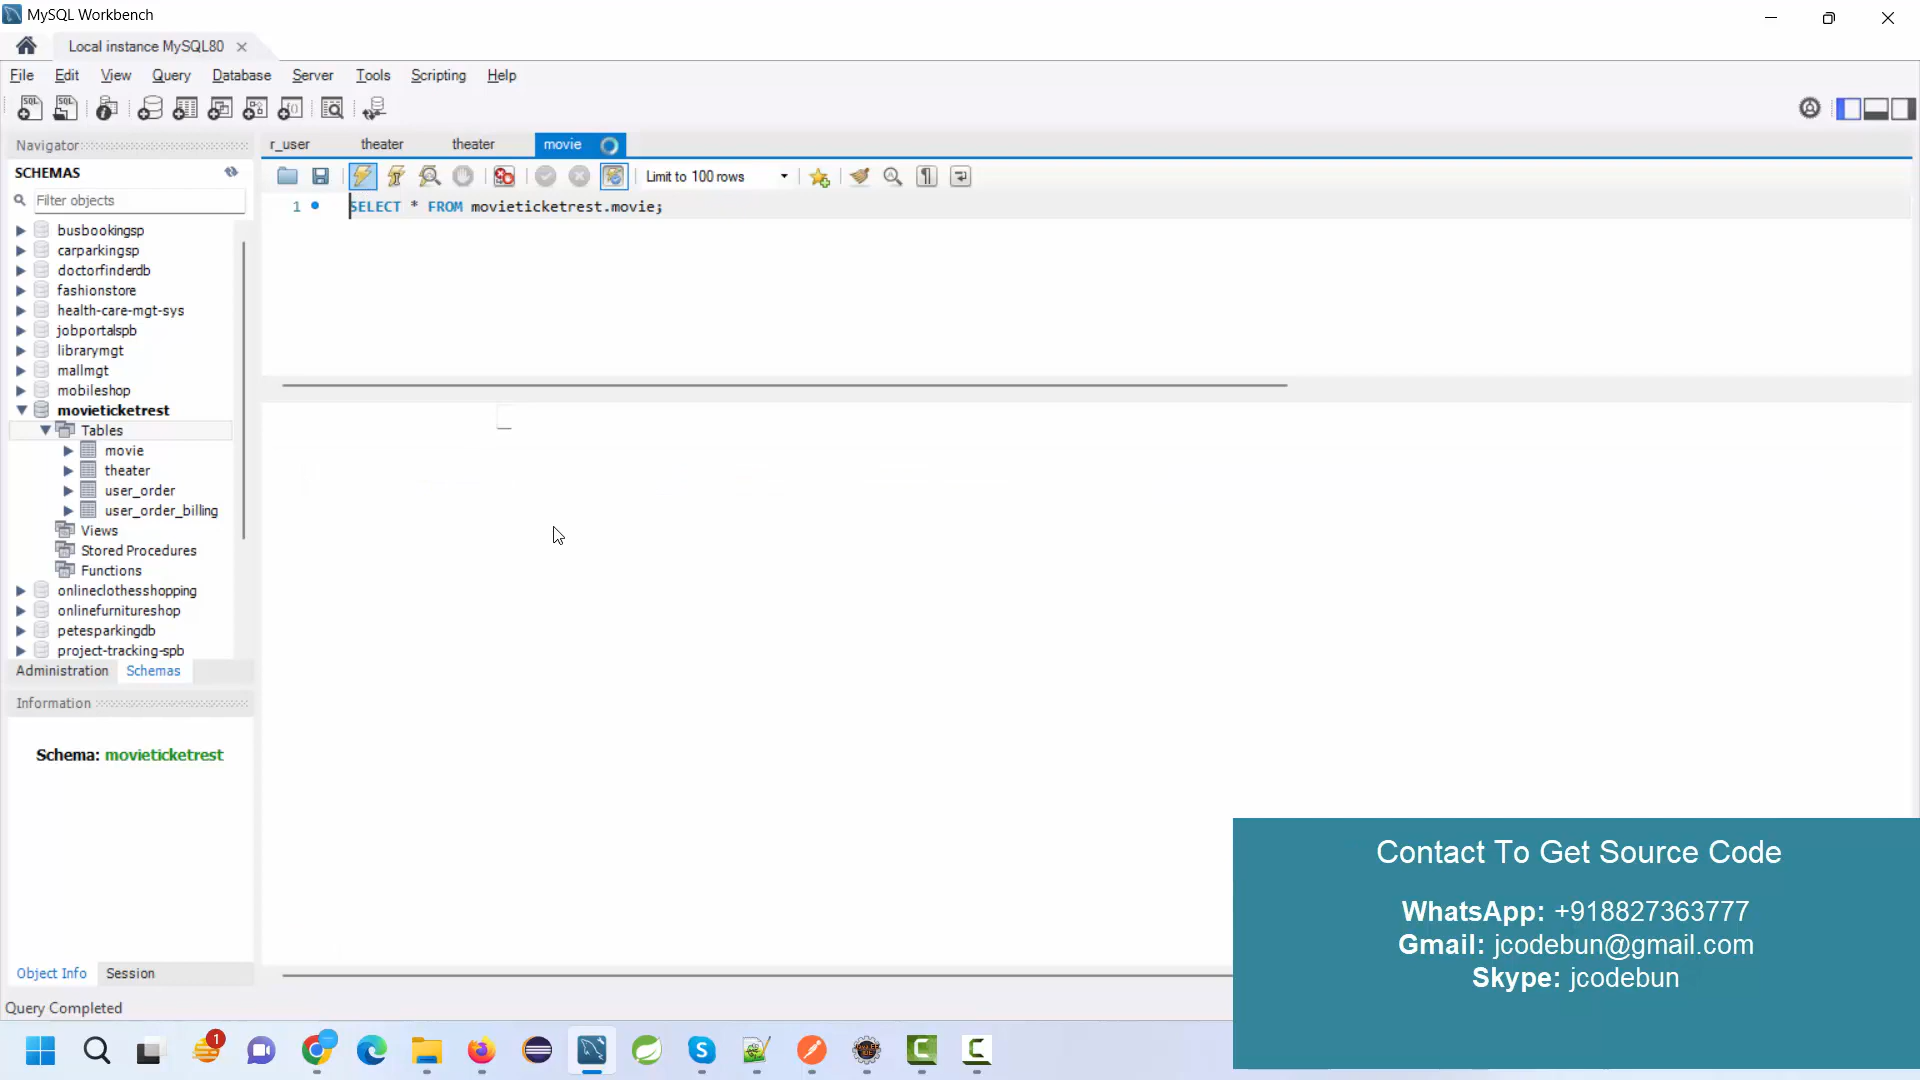 MySQL Workbench
Local instance MySQL80
File Edit View Query Database Server Tools Scripting Help
Navigator
SCHEMAS
Filter objects
busbookingsp
carparkingsp
doctorfinderdb
fashionstore
health-care-mgt-sys
jobportalspb
librarymgt
mallmgt
mobileshop
movieticketrest
Tables
movie
theater
user_order
user_order_billing
Views
Stored Procedures
Functions
onlineclothesshopping
onlinefurnitureshop
petesparkingdb
project-tracking-spb
Administration Schemas
Information
Schema: movieticketrest
Object Info Session
Query Completed
r_user theater theater movie
Limit to 100 rows
1 SELECT * FROM movieticketrest.movie;
Contact To Get Source Code
WhatsApp: +918827363777
Gmail: jcodebun@gmail.com
Skype: jcodebun
1